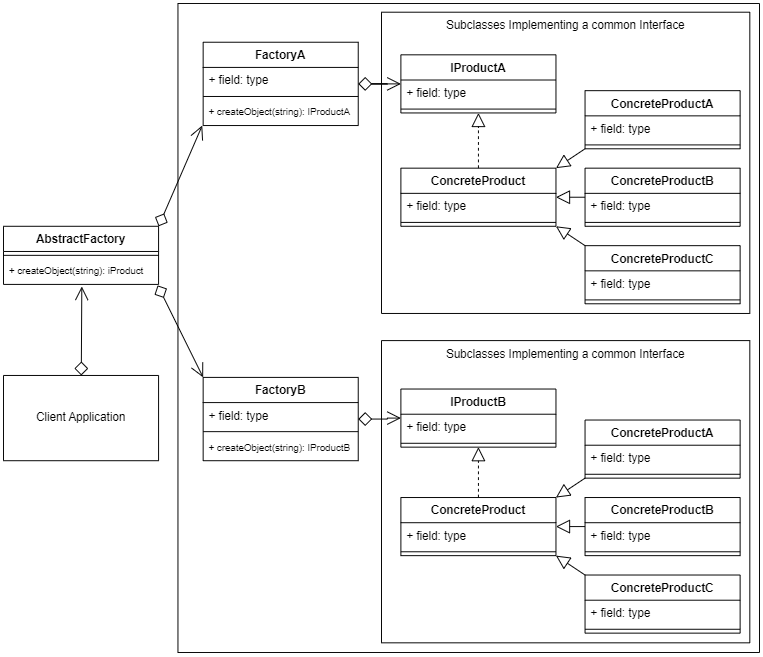 Subclasses Implementing a common Interface
FactoryA
+ field: type
+ createObject(string): IProductA
IProductA
+ field: type
ConcreteProductA
+ field: type
ConcreteProduct
+ field: type
ConcreteProductB
+ field: type
ConcreteProductC
+ field: type
AbstractFactory
+ createObject(string): iProduct
Client Application
Subclasses Implementing a common Interface
FactoryB
+ field: type
+ createObject(string): IProductB
IProductB
+ field: type
ConcreteProductA
+ field: type
ConcreteProduct
+ field: type
ConcreteProductB
+ field: type
ConcreteProductC
+ field: type